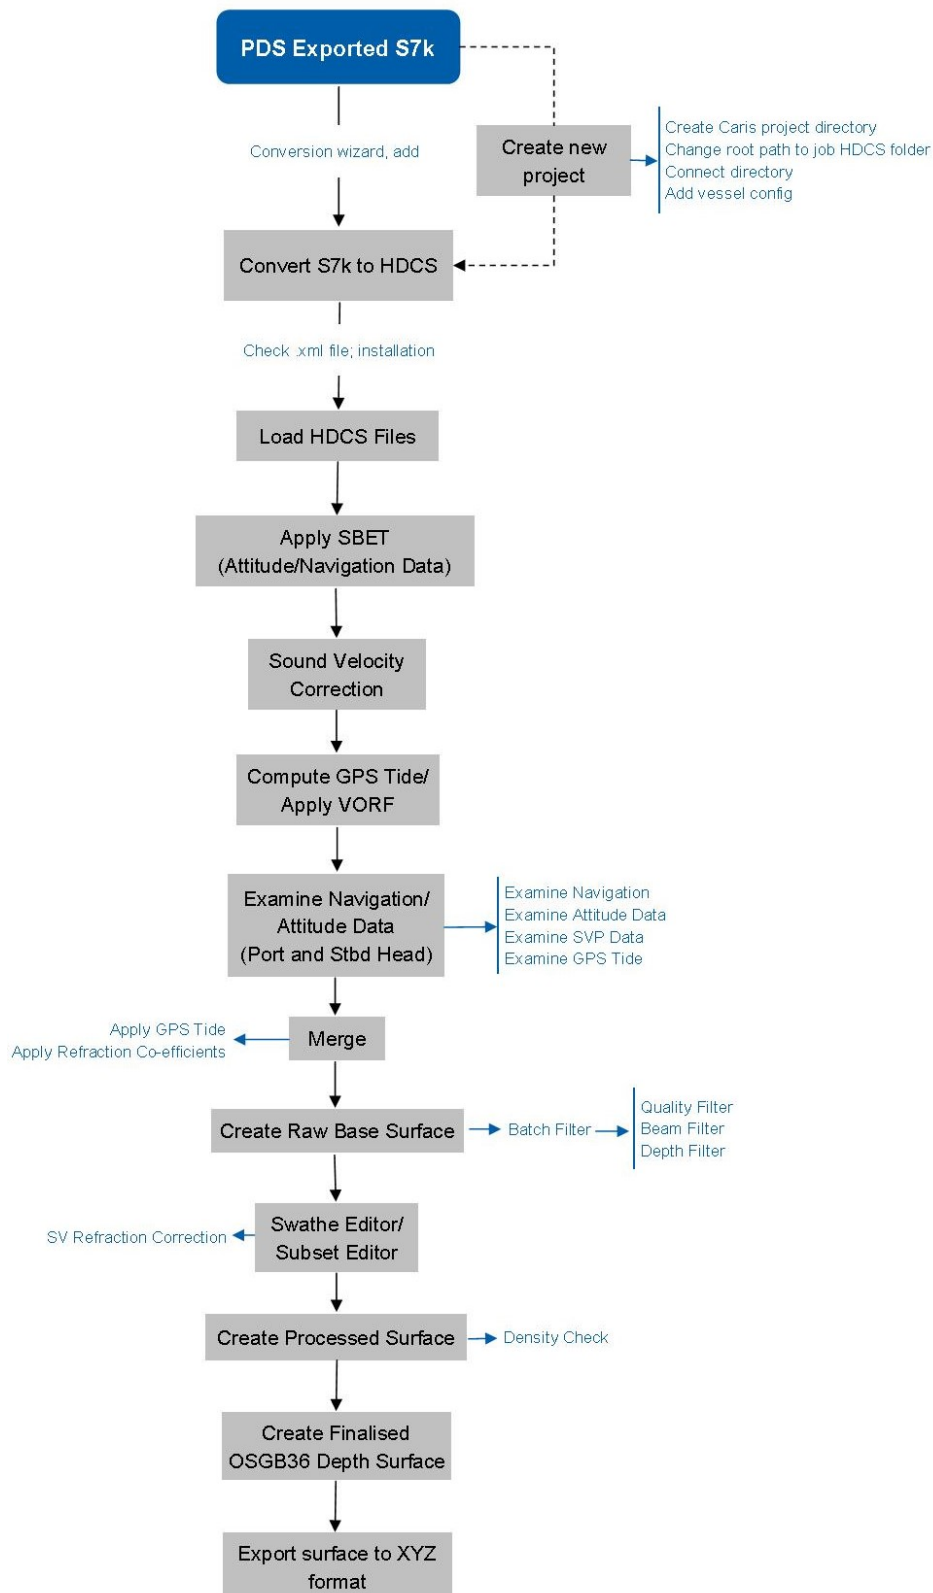 PDS Exported S7k
Conversion wizard, add
Create new
project
Create Caris project directory
Change root path to job HDCS folder
Connect directory
Add vessel config
Convert S7k to HDCS
Check .xml file; installation
Load HDCS Files
Apply SBET
(Attitude/Navigation Data)
Sound Velocity
Correction
Compute GPS Tide/
Apply VORF
Examine Navigation/
Attitude Data
(Port and Stbd Head)
Examine Navigation
Examine Attitude Data
Examine SVP Data
Examine GPS Tide
Apply GPS Tide
Apply Refraction Co-efficients
Merge
Create Raw Base Surface
Batch Filter
Quality Filter
Beam Filter
Depth Filter
SV Refraction Correction
Swathe Editor/
Subset Editor
Create Processed Surface
Density Check
Create Finalised
OSGB36 Depth Surface
Export surface to XYZ
format